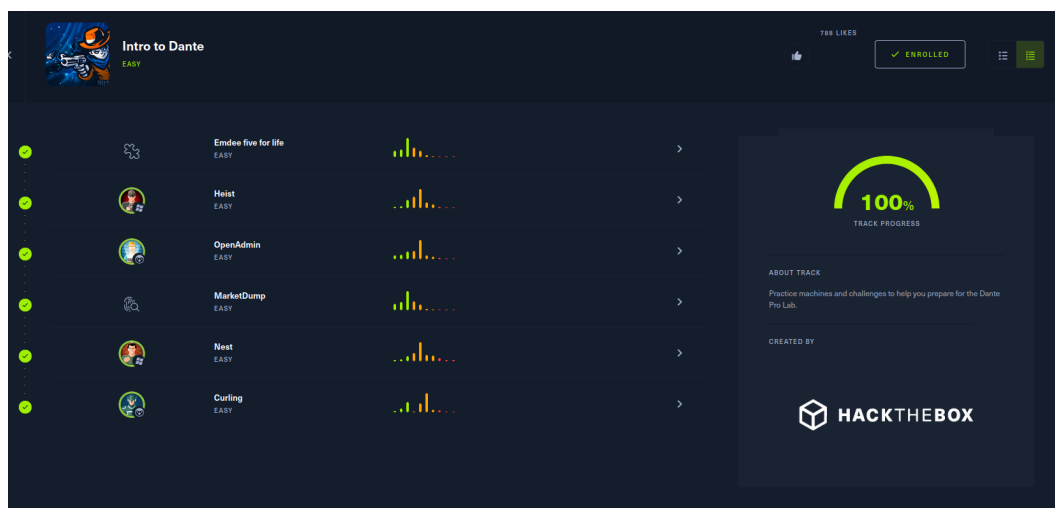 Intro to Dante
EASY
788 LIKES
ENROLLED
Emdee five for life
EASY
Heist
EASY
OpenAdmin
EASY
MarketDump
EASY
Nest
EASY
Curling
EASY
100%
TRACK PROGRESS
ABOUT TRACK
Practice machines and challenges to help you prepare for the Dante
Pro Lab.
CREATED BY
HACKTHEBOX